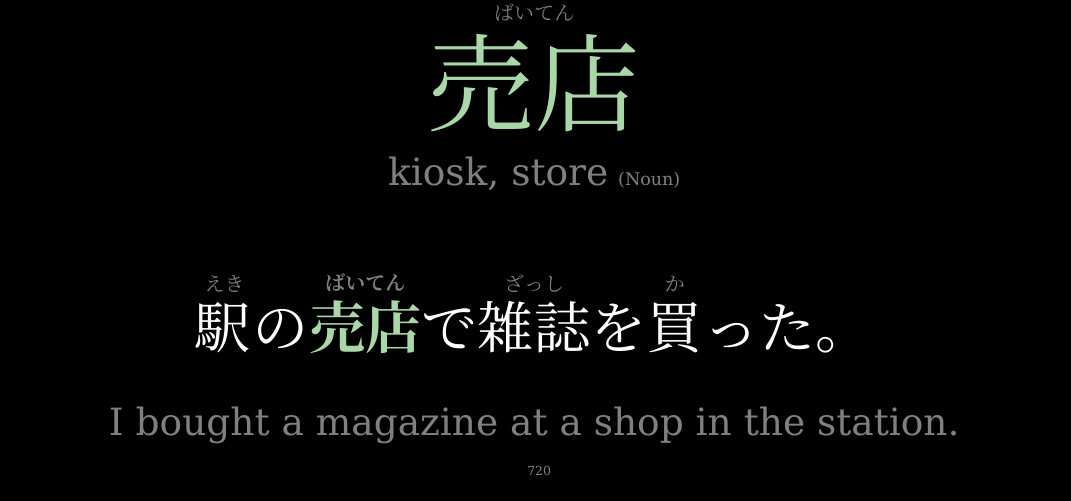 ばいてん
売店
kiosk, store (Noun)
えき ばいてん ざっし か
駅の売店で雑誌を買った。
I bought a magazine at a shop in the station.
720